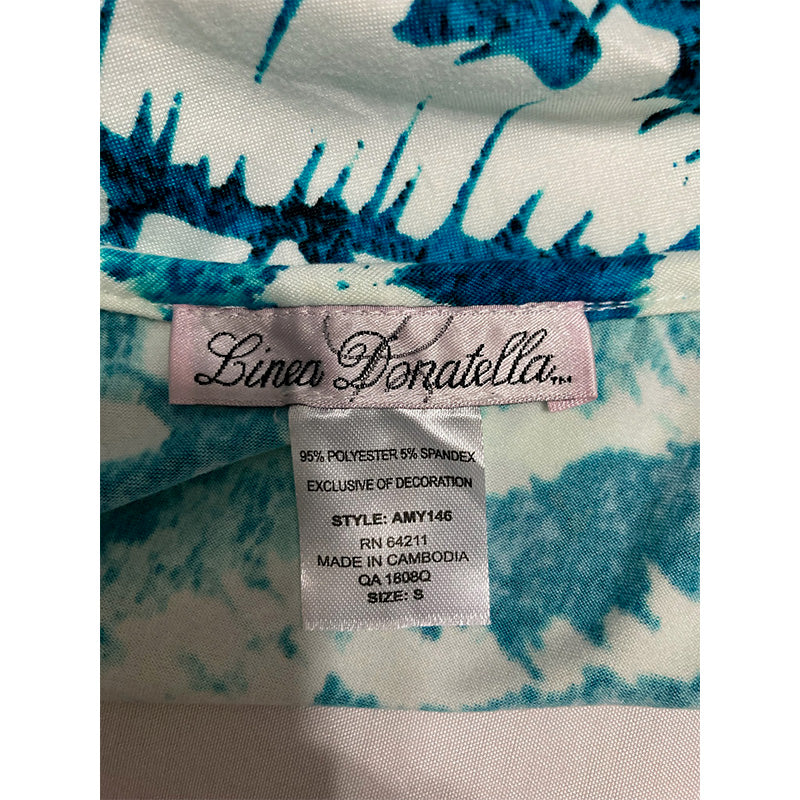 Linea Donatella™
95% POLYESTER 5% SPANDEX
EXCLUSIVE OF DECORATION
STYLE: AMY146
RN 64211
MADE IN CAMBODIA
QA 1808Q
SIZE: S